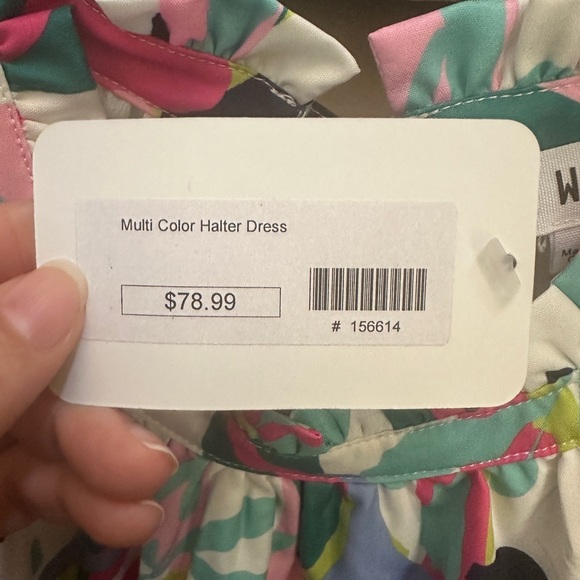 Multi Color Halter Dress
$78.99
# 156614